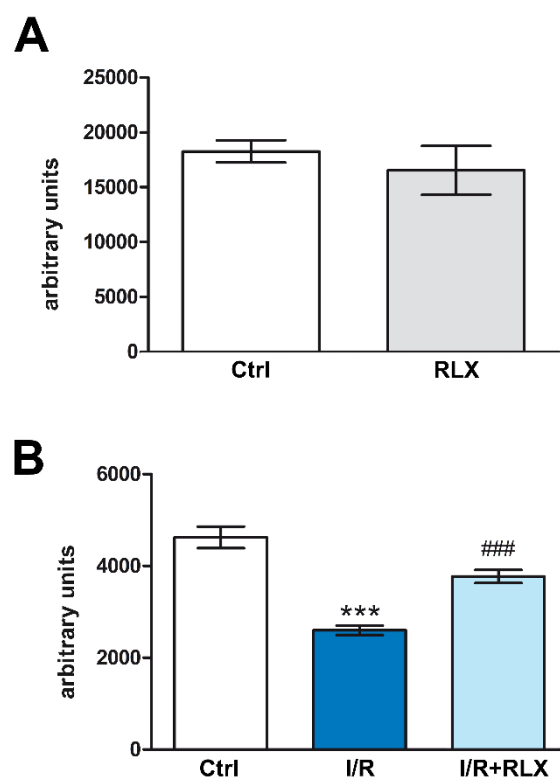 A
25000
20000
15000
10000
5000
0
arbitrary units
Ctrl
RLX
B
6000
4000
2000
0
arbitrary units
***
###
Ctrl
I/R
I/R+RLX